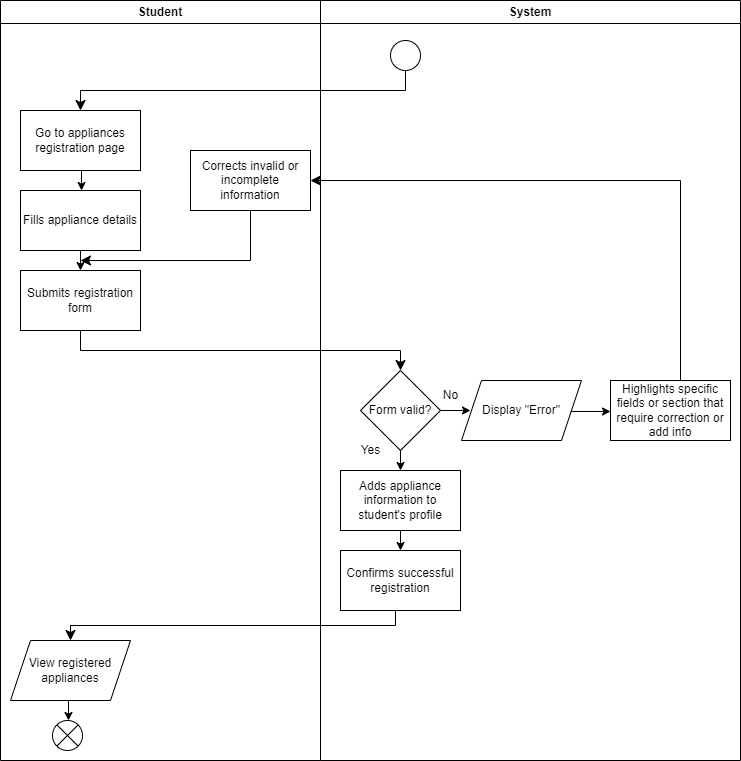 Student
System
Go to appliances
registration page
Corrects invalid or
incomplete
information
Fills appliance details
Submits registration
form
Form valid?
No
Display "Error"
Highlights specific
fields or section that
require correction or
add info
Yes
Adds appliance
information to
student's profile
Confirms successful
registration
View registered
appliances